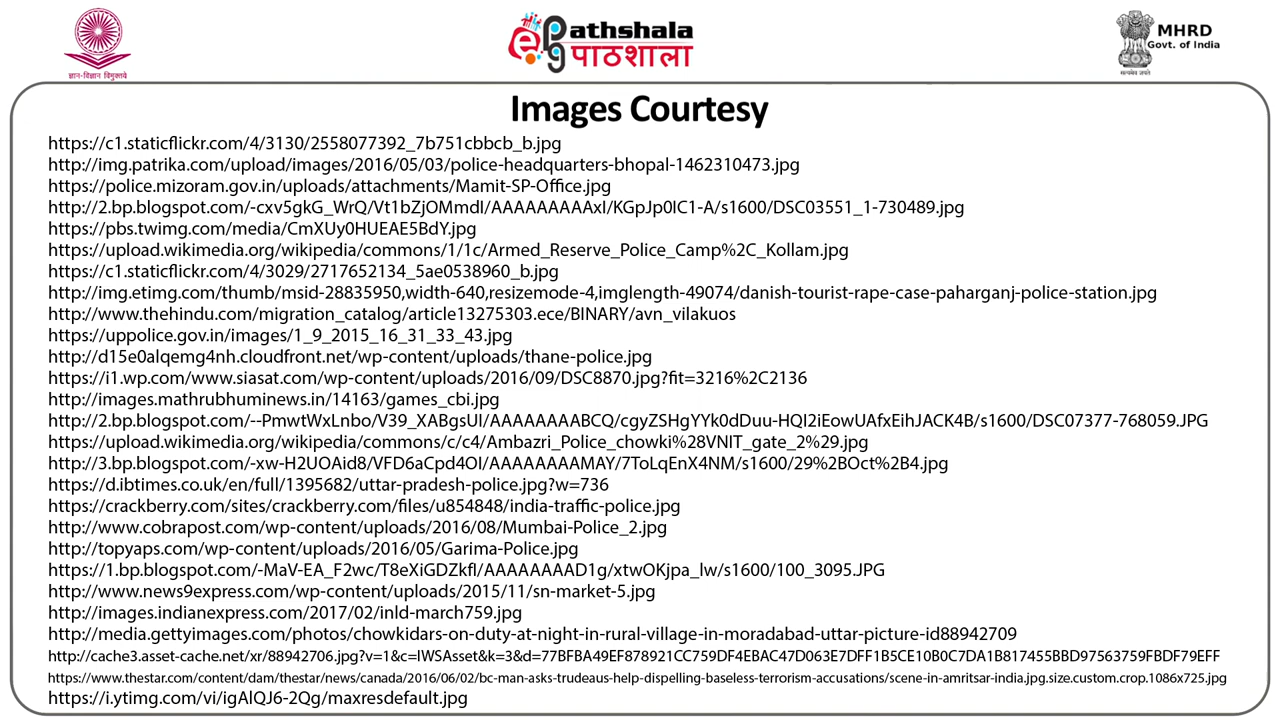 ज्ञान-विज्ञान विमुक्तये
ePG Pathshala
पाठशाला
MHRD
Govt. of India
सत्यमेव जयते
Images Courtesy
https://c1.staticflickr.com/4/3130/2558077392_7b751cbbcb_b.jpg
http://img.patrika.com/upload/images/2016/05/03/police-headquarters-bhopal-1462310473.jpg
https://police.mizoram.gov.in/uploads/attachments/Mamit-SP-Office.jpg
http://2.bp.blogspot.com/-cxv5gkG_WrQ/Vt1bZjOMmdI/AAAAAAAAAxI/KGpJp0IC1-A/s1600/DSC03551_1-730489.jpg
https://pbs.twimg.com/media/CmXUy0HUEAE5BdY.jpg
https://upload.wikimedia.org/wikipedia/commons/1/1c/Armed_Reserve_Police_Camp%2C_Kollam.jpg
https://c1.staticflickr.com/4/3029/2717652134_5ae0538960_b.jpg
http://img.etimg.com/thumb/msid-28835950,width-640,resizemode-4,imglength-49074/danish-tourist-rape-case-paharganj-police-station.jpg
http://www.thehindu.com/migration_catalog/article13275303.ece/BINARY/avn_vilakuos
https://uppolice.gov.in/images/1_9_2015_16_31_33_43.jpg
http://d15e0alqemg4nh.cloudfront.net/wp-content/uploads/thane-police.jpg
https://i1.wp.com/www.siasat.com/wp-content/uploads/2016/09/DSC8870.jpg?fit=3216%2C2136
http://images.mathrubhuminews.in/14163/games_cbi.jpg
http://2.bp.blogspot.com/--PmwtWxLnbo/V39_XABgsUI/AAAAAAAABCQ/cgyZSHgYYk0dDuu-HQI2iEowUAfxEihJACK4B/s1600/DSC07377-768059.JPG
https://upload.wikimedia.org/wikipedia/commons/c/c4/Ambazri_Police_chowki%28VNIT_gate_2%29.jpg
http://3.bp.blogspot.com/-xw-H2UOAid8/VFD6aCpd4OI/AAAAAAAAMAY/7ToLqEnX4NM/s1600/29%2BOct%2B4.jpg
https://d.ibtimes.co.uk/en/full/1395682/uttar-pradesh-police.jpg?w=736
https://crackberry.com/sites/crackberry.com/files/u854848/india-traffic-police.jpg
http://www.cobrapost.com/wp-content/uploads/2016/08/Mumbai-Police_2.jpg
http://topyaps.com/wp-content/uploads/2016/05/Garima-Police.jpg
https://1.bp.blogspot.com/-MaV-EA_F2wc/T8eXiGDZkfI/AAAAAAAAD1g/xtwOKjpa_lw/s1600/100_3095.JPG
http://www.news9express.com/wp-content/uploads/2015/11/sn-market-5.jpg
http://images.indianexpress.com/2017/02/inld-march759.jpg
http://media.gettyimages.com/photos/chowkidars-on-duty-at-night-in-rural-village-in-moradabad-uttar-picture-id88942709
http://cache3.asset-cache.net/xr/88942706.jpg?v=1&c=IWSAsset&k=3&d=77BFBA49EF878921CC759DF4EBAC47D063E7DFF1B5CE10B0C7DA1B817455BBD97563759FBDF79EFF
https://www.thestar.com/content/dam/thestar/news/canada/2016/06/02/bc-man-asks-trudeaus-help-dispelling-baseless-terrorism-accusations/scene-in-amritsar-india.jpg.size.custom.crop.1086x725.jpg
https://i.ytimg.com/vi/igAlQJ6-2Qg/maxresdefault.jpg